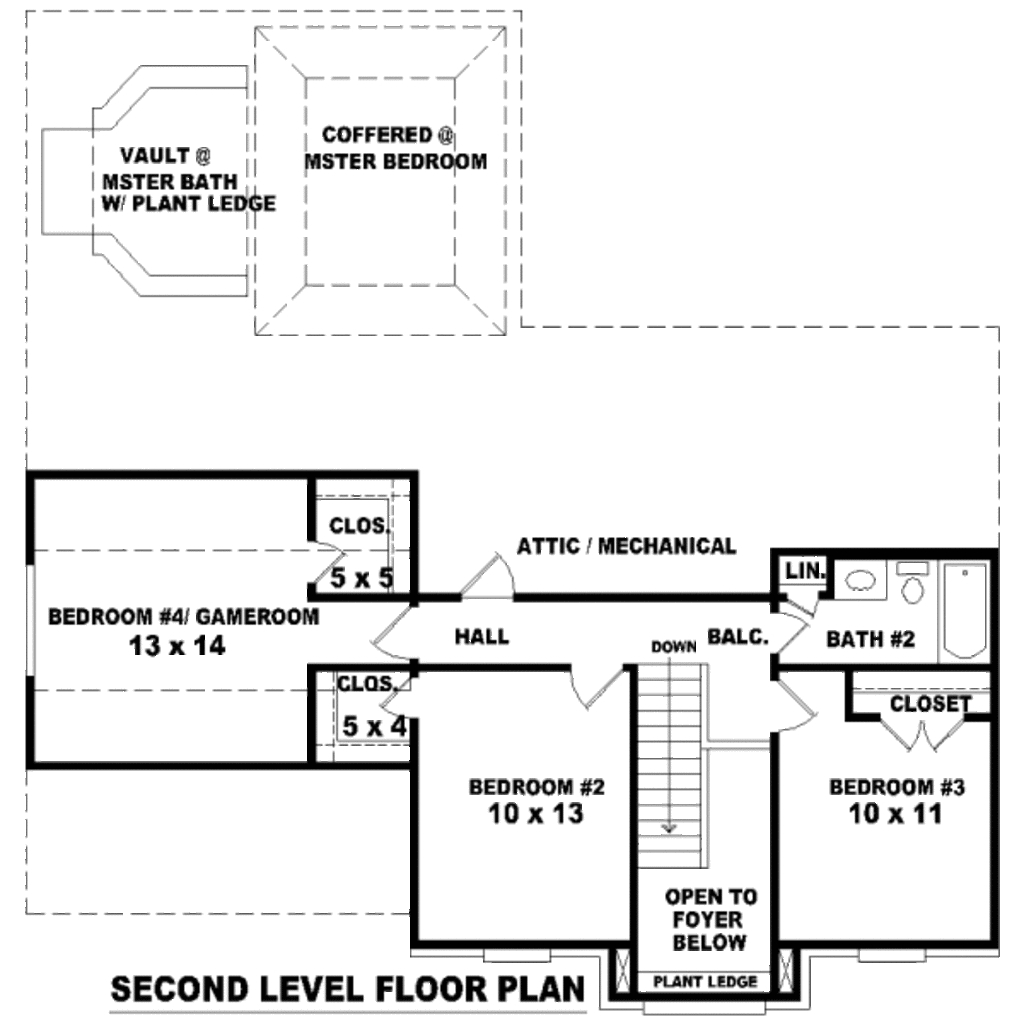 COFFERED @
MSTER BEDROOM
VAULT @
MSTER BATH
W/ PLANT LEDGE
CLOS.
5 x 5
ATTIC / MECHANICAL
LIN.
BEDROOM #4/ GAMEROOM
13 x 14
HALL
DOWN
BALC.
BATH #2
CLOS.
5 x 4
CLOSET
BEDROOM #2
10 x 13
BEDROOM #3
10 x 11
OPEN TO
FOYER
BELOW
PLANT LEDGE
SECOND LEVEL FLOOR PLAN